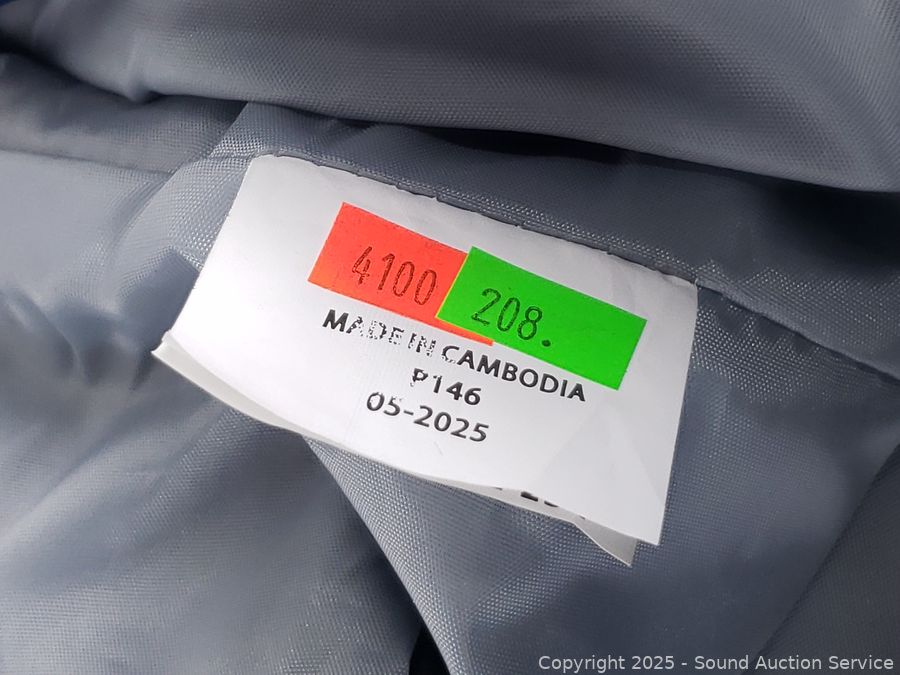 4100
208.
MADE IN CAMBODIA
P146
05-2025
Copyright 2025 - Sound Auction Service